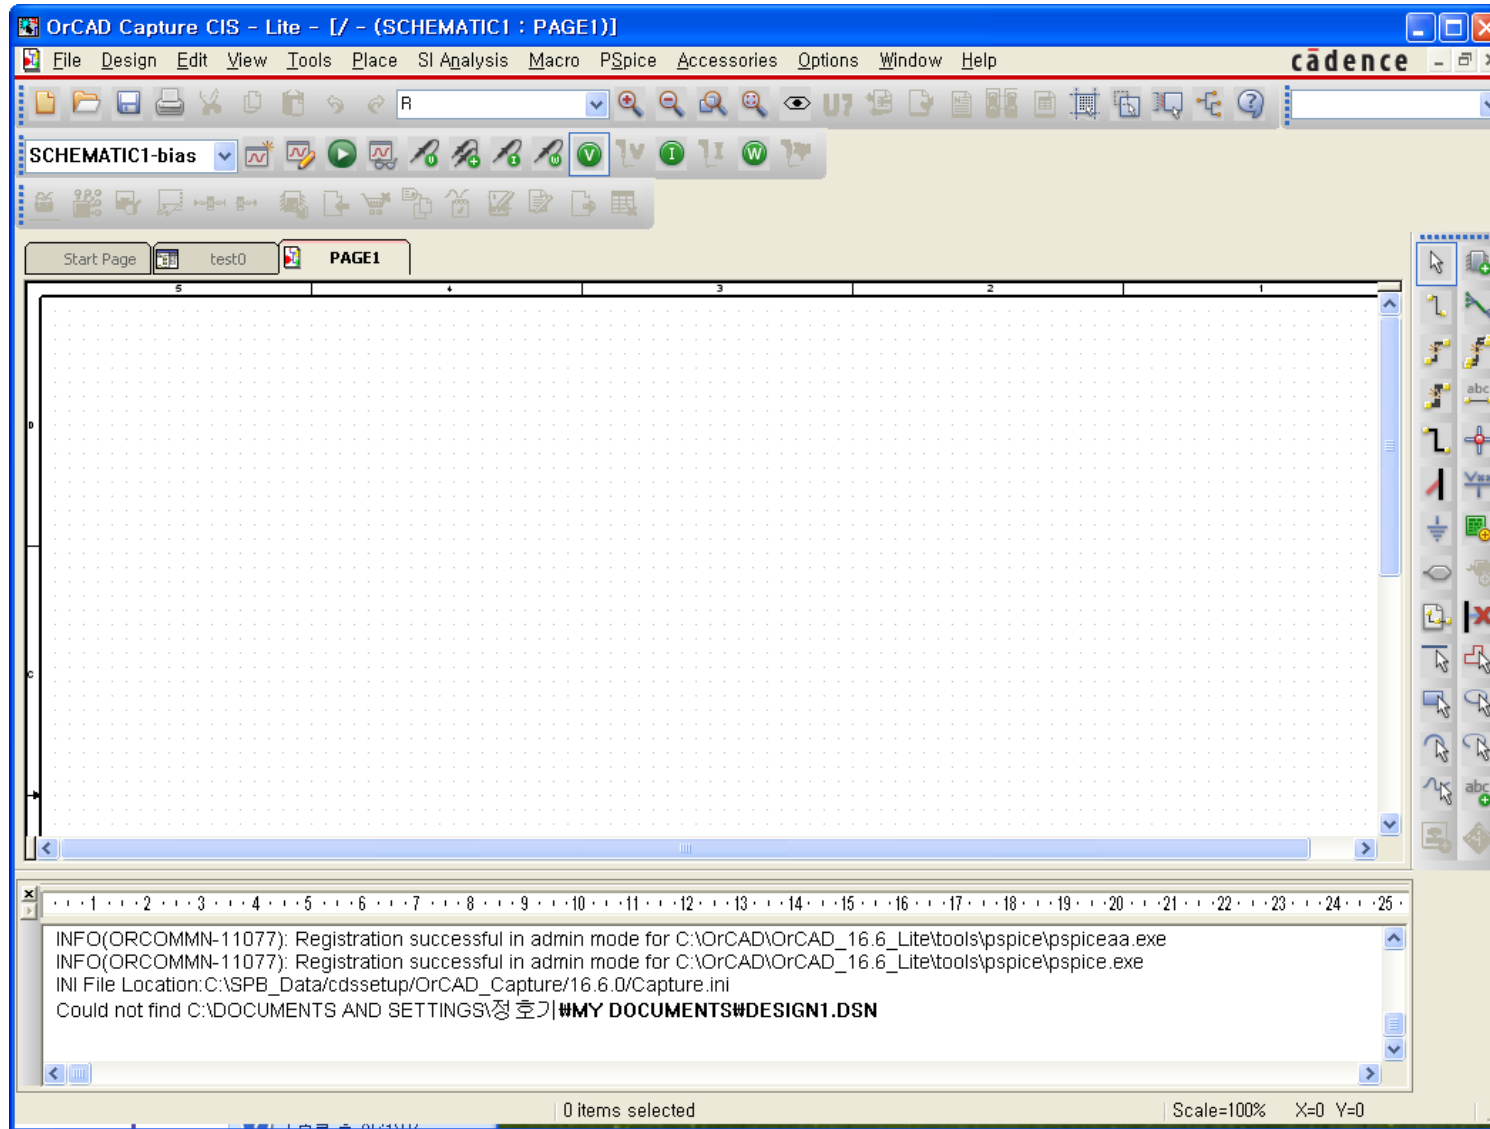 OrCAD Capture CIS - Lite - [/ - (SCHEMATIC1 : PAGE1)]
File Design Edit View Tools Place SI Analysis Macro PSpice Accessories Options Window Help cādence
R
U?
SCHEMATIC1-bias
V V I I W
Start Page test0 PAGE1
5 4 3 2 1
D
C
abc
abc
1 2 3 4 5 6 7 8 9 10 11 12 13 14 15 16 17 18 19 20 21 22 23 24 25
INFO(ORCOMMN-11077): Registration successful in admin mode for C:\OrCAD\OrCAD_16.6_Lite\tools\pspice\pspiceaa.exe
INFO(ORCOMMN-11077): Registration successful in admin mode for C:\OrCAD\OrCAD_16.6_Lite\tools\pspice\pspice.exe
INI File Location:C:\SPB_Data/cdssetup/OrCAD_Capture/16.6.0/Capture.ini
Could not find C:\DOCUMENTS AND SETTINGS\정호기₩MY DOCUMENTS₩DESIGN1.DSN
0 items selected Scale=100% X=0 Y=0